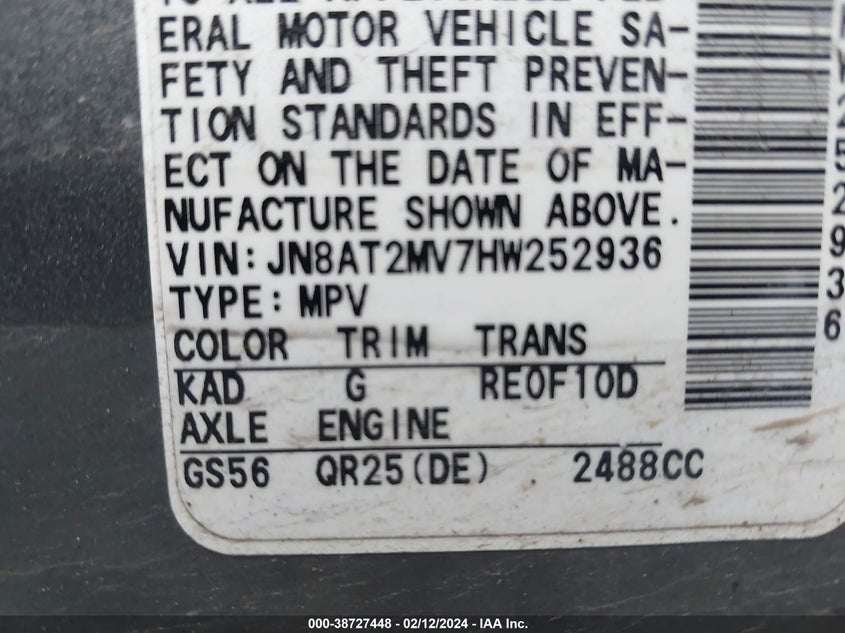 ERAL MOTOR VEHICLE SA-
FETY AND THEFT PREVEN-
TION STANDARDS IN EFF-
ECT ON THE DATE OF MA-
NUFACTURE SHOWN ABOVE.
VIN:JN8AT2MV7HW252936
TYPE:MPV
COLOR TRIM TRANS
KAD G RE0F10D
AXLE ENGINE
GS56 QR25(DE) 2488CC
W252936
000-38727448 - 02/12/2024 - IAA Inc.